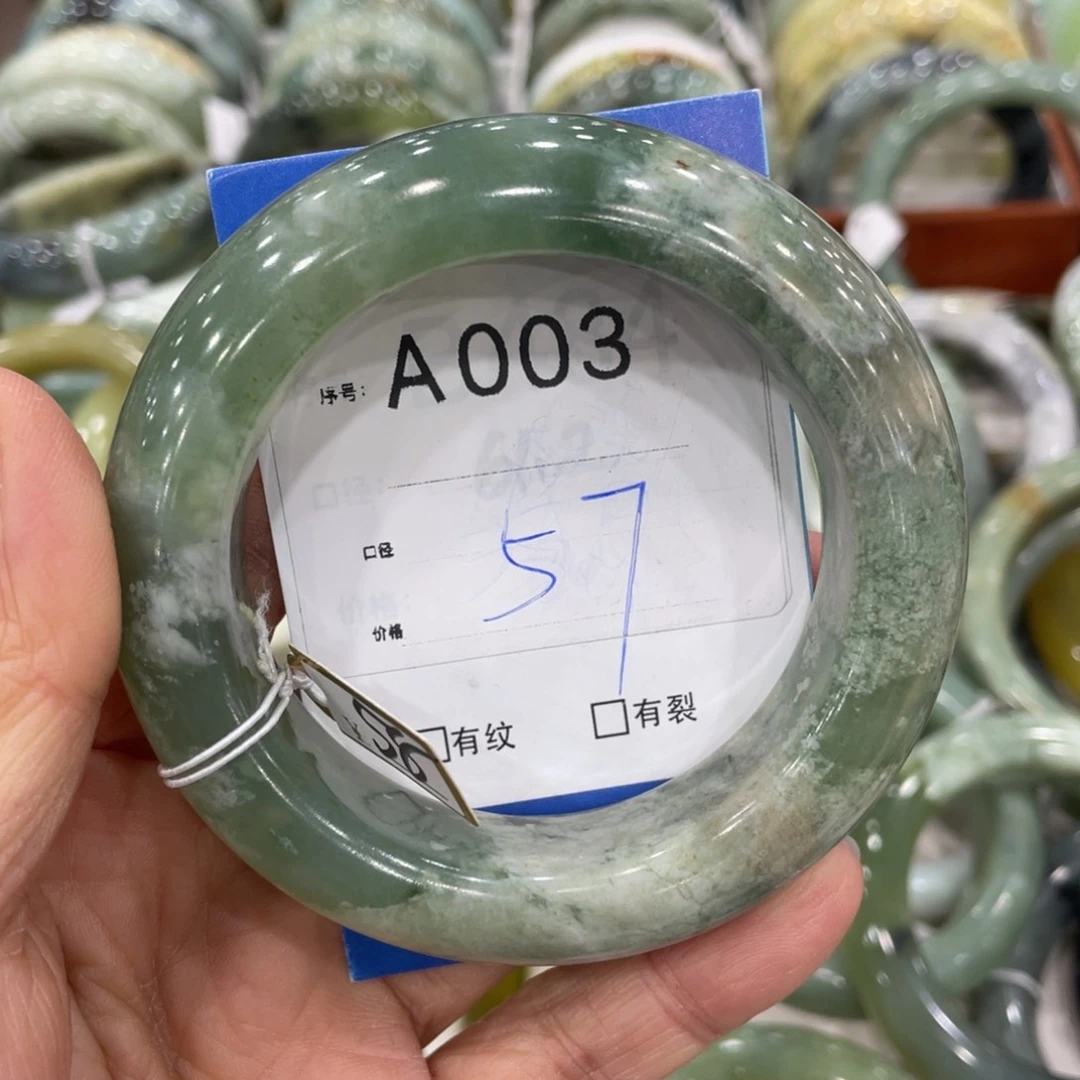 序号: A003
口径 57
价格
□有纹 □有裂